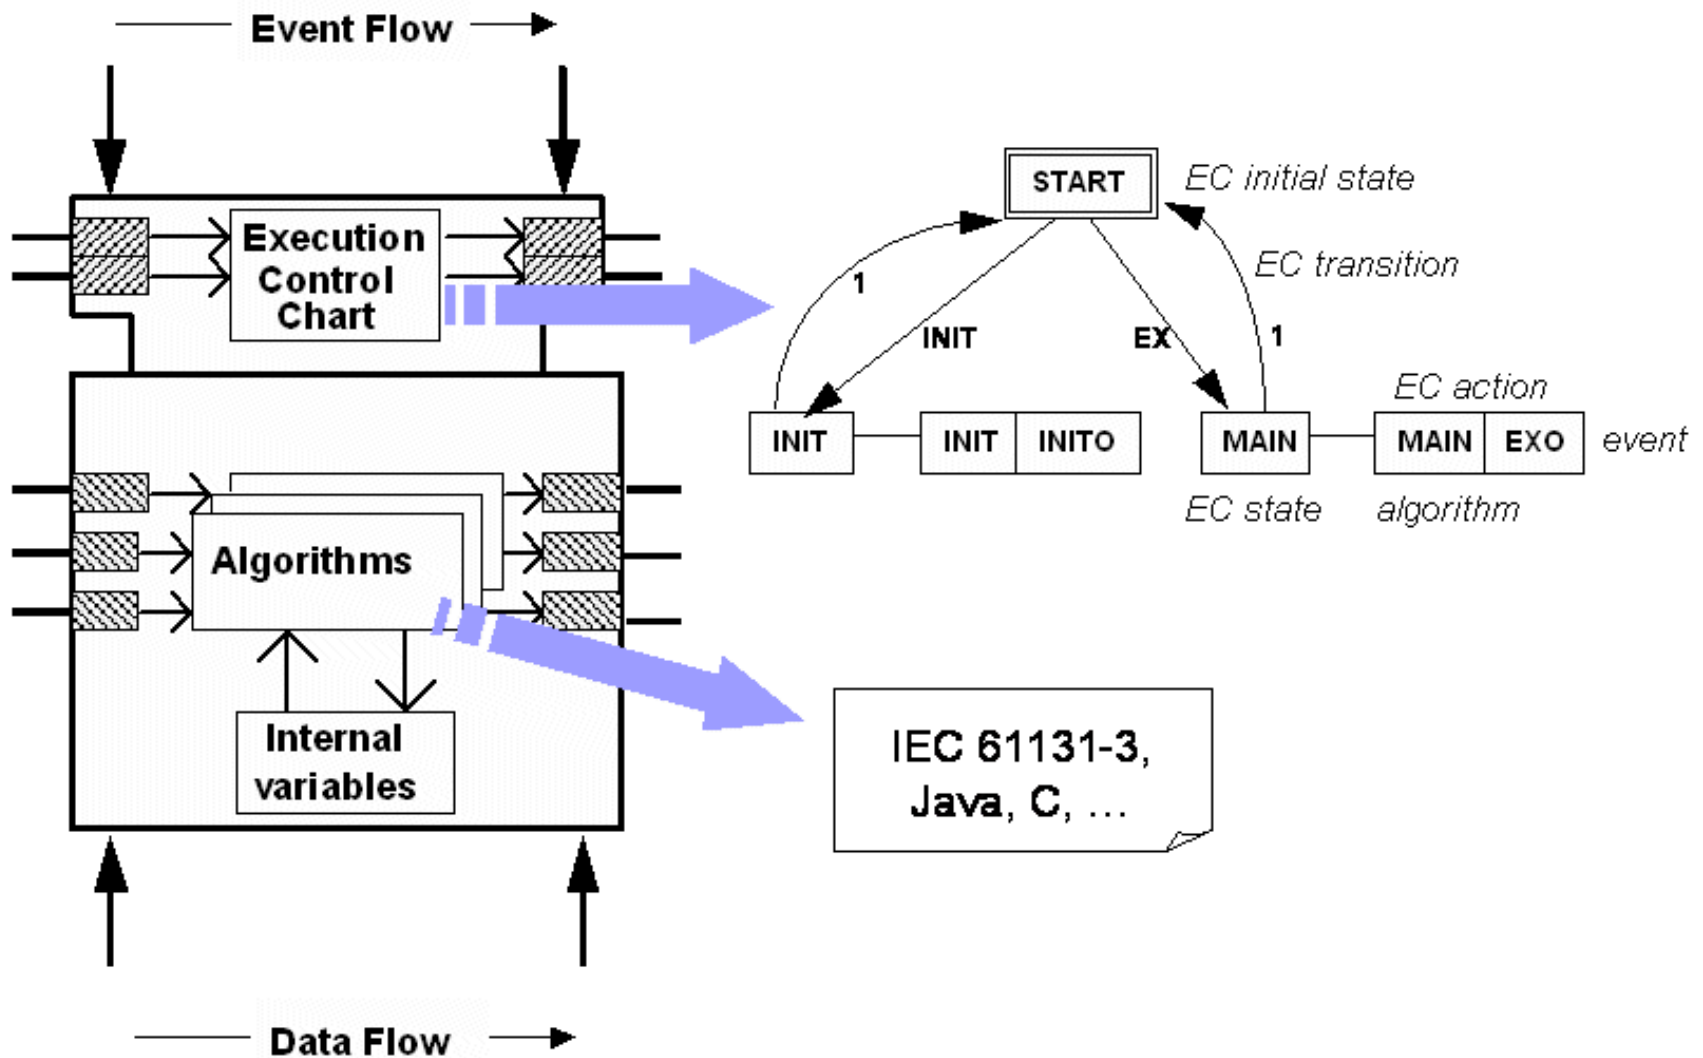 Event Flow
Execution
Control
Chart
Algorithms
Internal
variables
Data Flow
START
EC initial state
EC transition
1
INIT
EX
1
EC action
INIT
INIT
INITO
MAIN
MAIN
EXO
event
EC state
algorithm
IEC 61131-3,
Java, C, ...